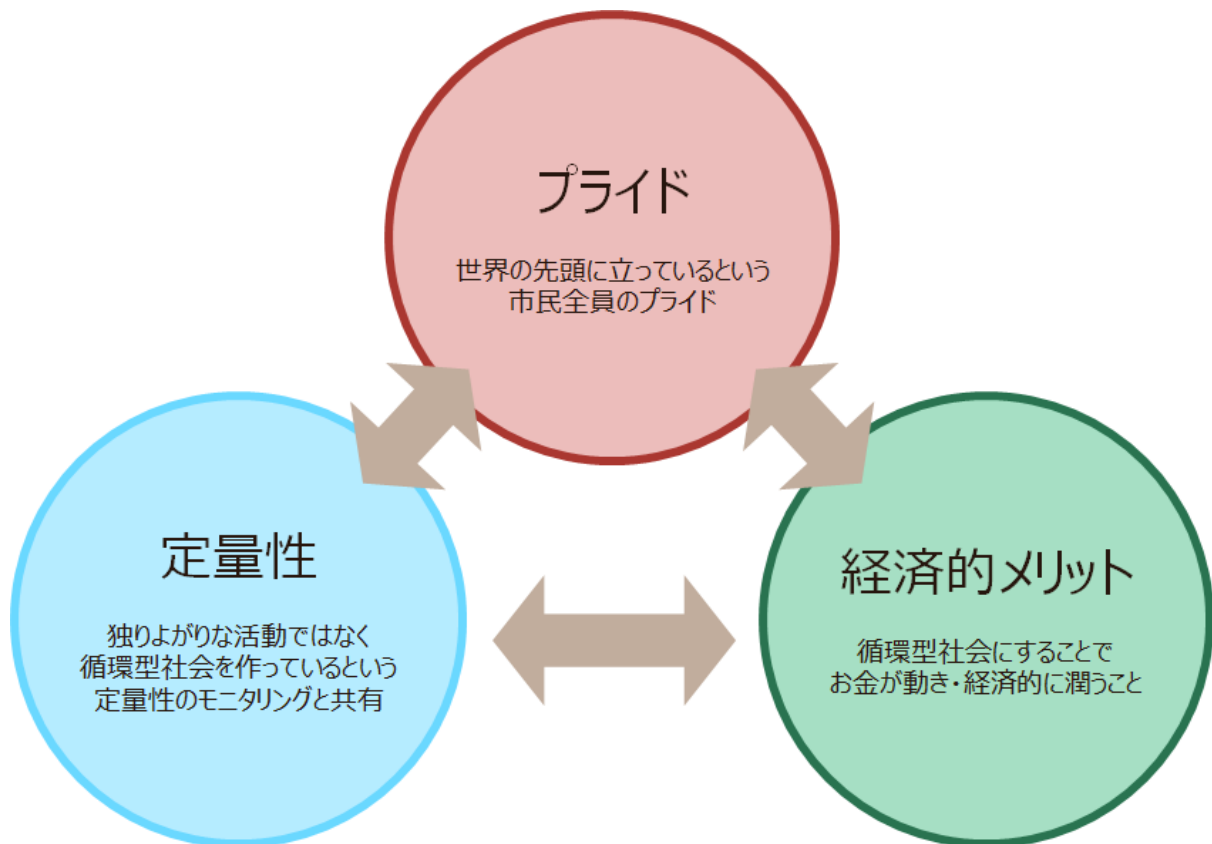 プライド
世界の先頭に立っているという
市民全員のプライド
定量性
独りよがりな活動ではなく
循環型社会を作っているという
定量性のモニタリングと共有
経済的メリット
循環型社会にすることで
お金が動き・経済的に潤うこと